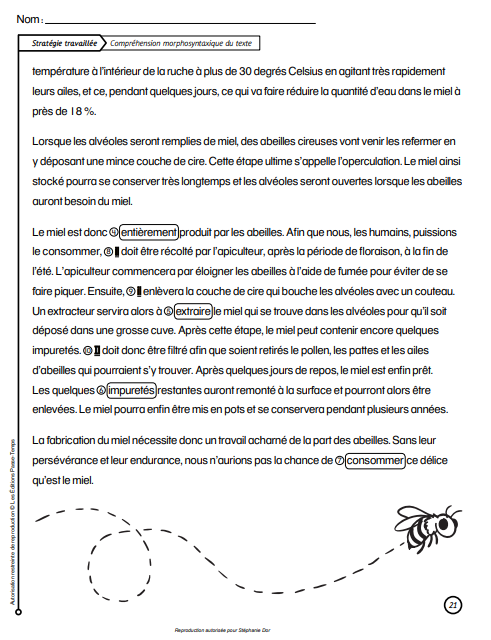 Nom :
Stratégie travaillée Compréhension morphosyntaxique du texte
température à l'intérieur de la ruche à plus de 30 degrés Celsius en agitant très rapidement
leurs ailes, et ce, pendant quelques jours, ce qui va faire réduire la quantité d'eau dans le miel à
près de 18 %.
Lorsque les alvéoles seront remplies de miel, des abeilles cireuses vont venir les refermer en
y déposant une mince couche de cire. Cette étape ultime s'appelle l'operculation. Le miel ainsi
stocké pourra se conserver très longtemps et les alvéoles seront ouvertes lorsque les abeilles
auront besoin du miel.
Le miel est donc ④ entièrement produit par les abeilles. Afin que nous, les humains, puissions
le consommer, ⑧ il doit être récolté par l'apiculteur, après la période de floraison, à la fin de
l'été. L'apiculteur commencera par éloigner les abeilles à l'aide de fumée pour éviter de se
faire piquer. Ensuite, ⑨ il enlèvera la couche de cire qui bouche les alvéoles avec un couteau.
Un extracteur servira alors à ⑤ extraire le miel qui se trouve dans les alvéoles pour qu'il soit
déposé dans une grosse cuve. Après cette étape, le miel peut contenir encore quelques
impuretés. ⑩ Il doit donc être filtré afin que soient retirés le pollen, les pattes et les ailes
d'abeilles qui pourraient s'y trouver. Après quelques jours de repos, le miel est enfin prêt.
Les quelques ⑥ impuretés restantes auront remonté à la surface et pourront alors être
enlevées. Le miel pourra enfin être mis en pots et se conservera pendant plusieurs années.
La fabrication du miel nécessite donc un travail acharné de la part des abeilles. Sans leur
persévérance et leur endurance, nous n'aurions pas la chance de ⑦ consommer ce délice
qu'est le miel.
Autorisation restreinte de reproduction © Les Éditions Passe-Temps
21
Reproduction autorisée pour Stéphanie Dor